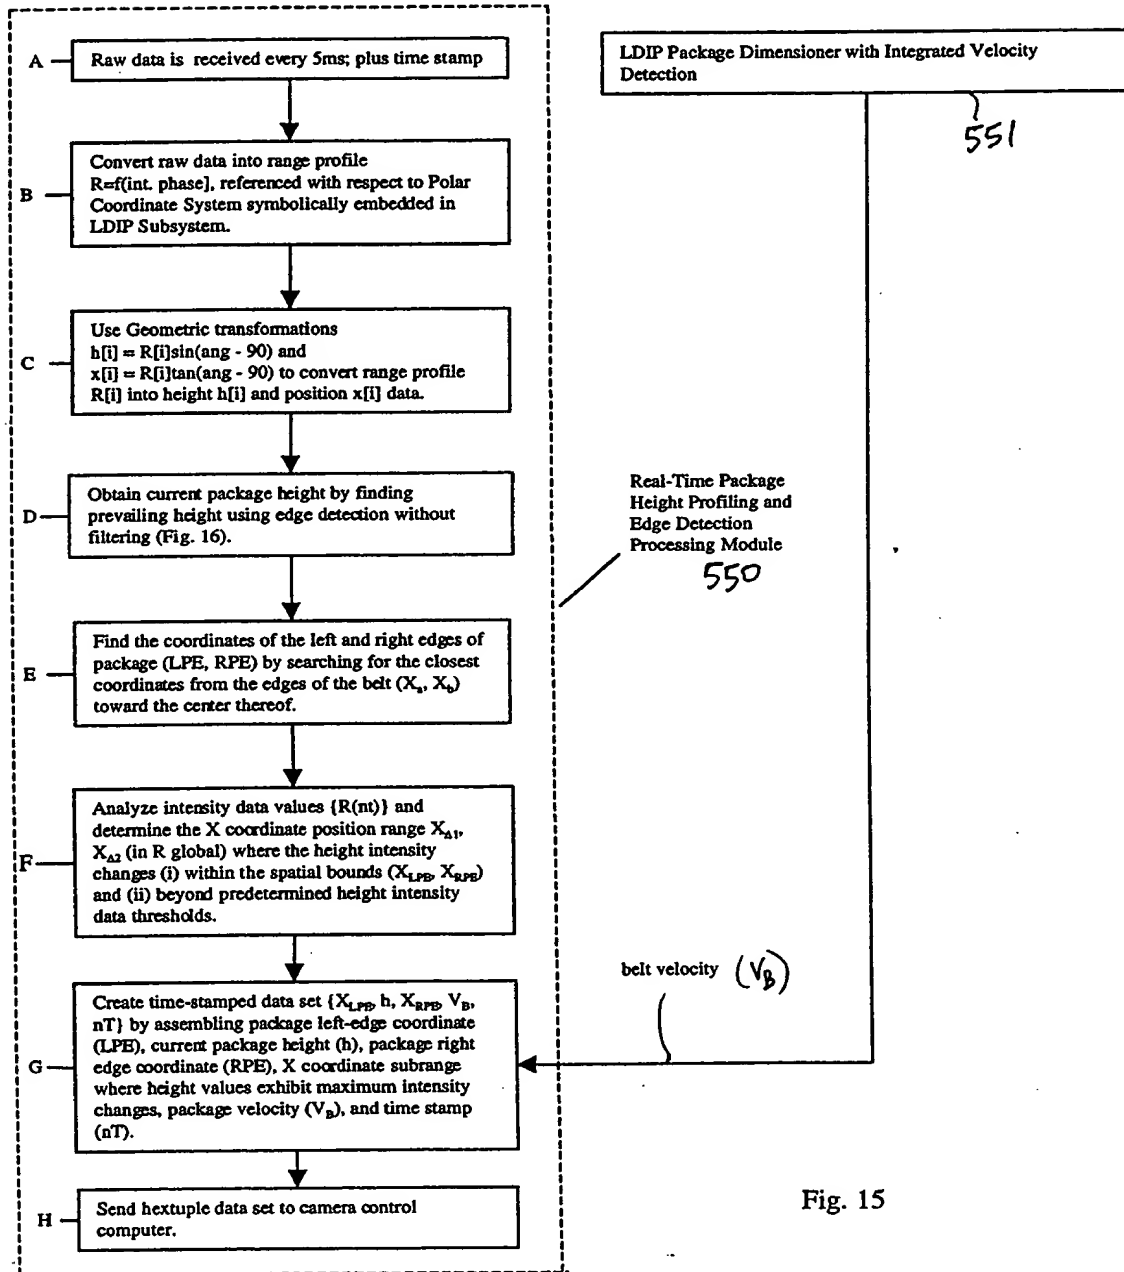 A
Raw data is received every 5ms; plus time stamp
B
Convert raw data into range profile
R=f(int. phase], referenced with respect to Polar
Coordinate System symbolically embedded in
LDIP Subsystem.
C
Use Geometric transformations
h[i] = R[i]sin(ang - 90) and
x[i] = R[i]tan(ang - 90) to convert range profile
R[i] into height h[i] and position x[i] data.
D
Obtain current package height by finding
prevailing height using edge detection without
filtering (Fig. 16).
E
Find the coordinates of the left and right edges of
package (LPE, RPE) by searching for the closest
coordinates from the edges of the belt (Xa, Xb)
toward the center thereof.
F
Analyze intensity data values {R(nt)} and
determine the X coordinate position range XΔ1,
XΔ2 (in R global) where the height intensity
changes (i) within the spatial bounds (XLPE, XRPE)
and (ii) beyond predetermined height intensity
data thresholds.
G
Create time-stamped data set {XLPE, h, XRPE, VB,
nT} by assembling package left-edge coordinate
(LPE), current package height (h), package right
edge coordinate (RPE), X coordinate subrange
where height values exhibit maximum intensity
changes, package velocity (VB), and time stamp
(nT).
H
Send hextuple data set to camera control
computer.
LDIP Package Dimensioner with Integrated Velocity
Detection
551
Real-Time Package
Height Profiling and
Edge Detection
Processing Module
550
belt velocity (VB)
Fig. 15